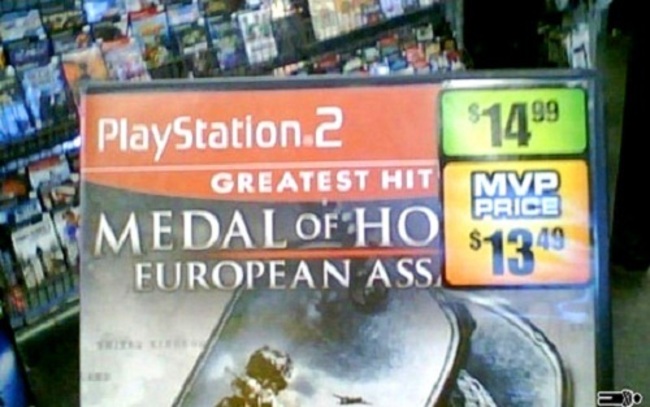 PlayStation.2
$14.99
GREATEST HIT
MVP
PRICE
$13.49
MEDAL OF HO
EUROPEAN ASS